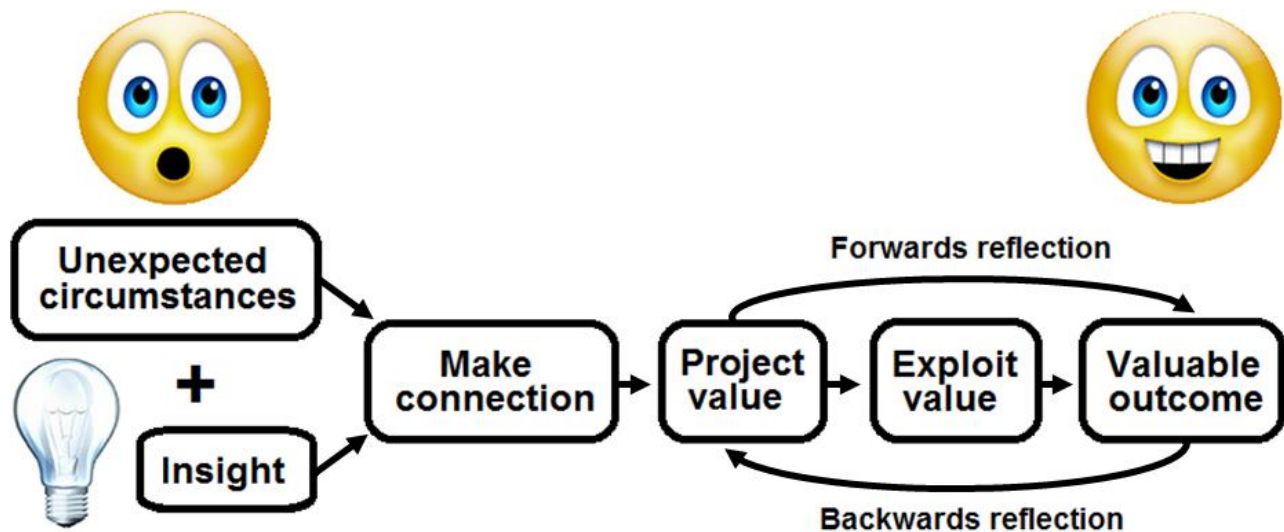 Unexpected
circumstances
+
Insight
Make
connection
Forwards reflection
Project
value
Exploit
value
Valuable
outcome
Backwards reflection